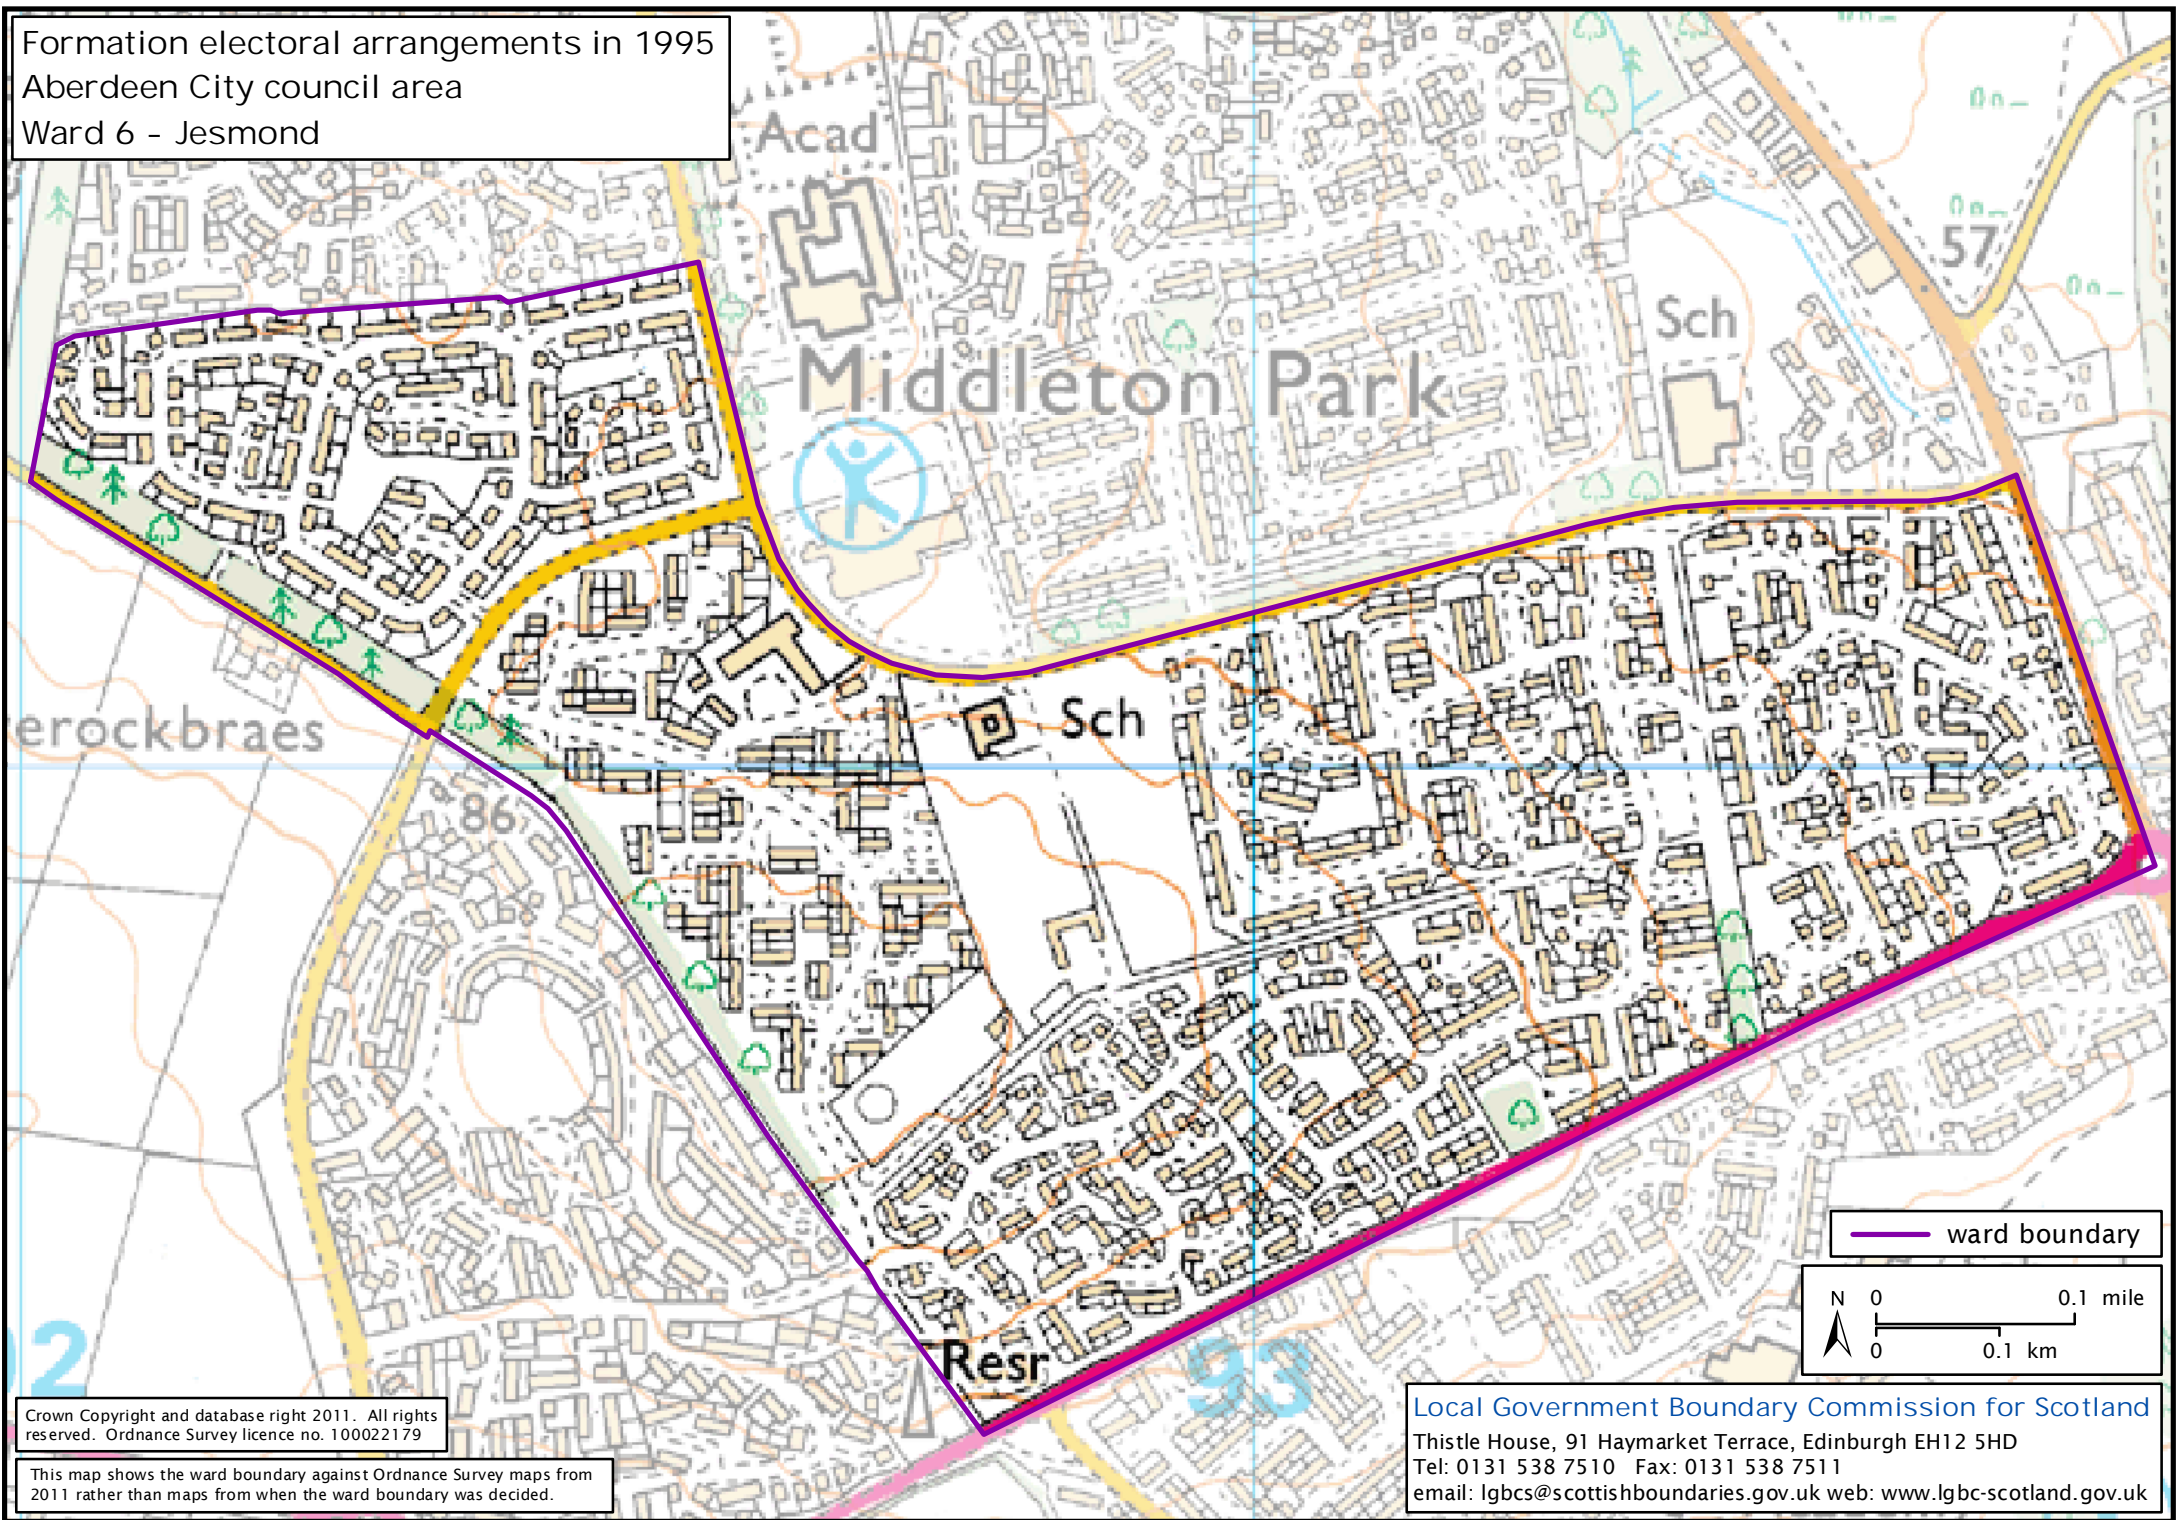 Formation electoral arrangements in 1995
Aberdeen City council area
Ward 6 - Jesmond
Acad
57
Sch
Middleton Park
Sch
erockbraes
86
Resr
93
2
ward boundary
N 0 0.1 mile
0 0.1 km
Crown Copyright and database right 2011. All rights
reserved. Ordnance Survey licence no. 100022179
This map shows the ward boundary against Ordnance Survey maps from
2011 rather than maps from when the ward boundary was decided.
Local Government Boundary Commission for Scotland
Thistle House, 91 Haymarket Terrace, Edinburgh EH12 5HD
Tel: 0131 538 7510 Fax: 0131 538 7511
email: lgbcs@scottishboundaries.gov.uk web: www.lgbc-scotland.gov.uk